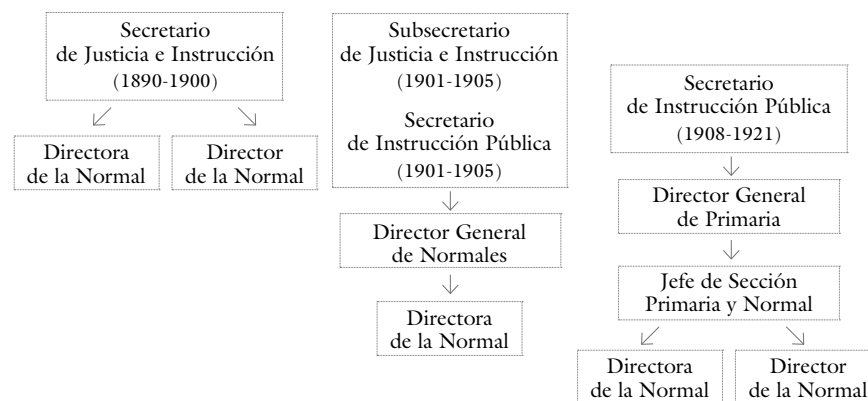 Secretario
de Justicia e Instrucción
(1890-1900)
Directora
de la Normal
Director
de la Normal
Subsecretario
de Justicia e Instrucción
(1901-1905)
Secretario
de Instrucción Pública
(1901-1905)
Director General
de Normales
Directora
de la Normal
Secretario
de Instrucción Pública
(1908-1921)
Director General
de Primaria
Jefe de Sección
Primaria y Normal
Directora
de la Normal
Director
de la Normal